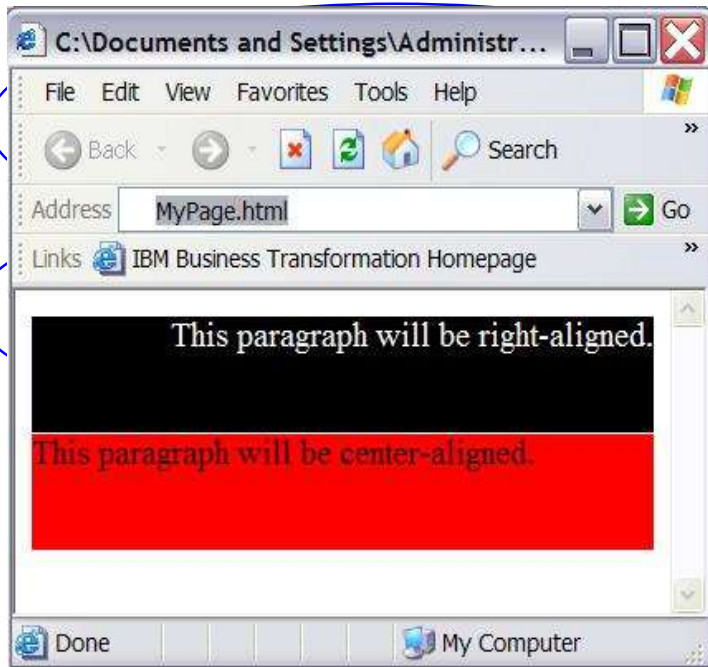 C:\Documents and Settings\Administr...
File Edit View Favorites Tools Help
Back Search »
Address MyPage.html Go
Links IBM Business Transformation Homepage »
This paragraph will be right-aligned.
This paragraph will be center-aligned.
Done My Computer